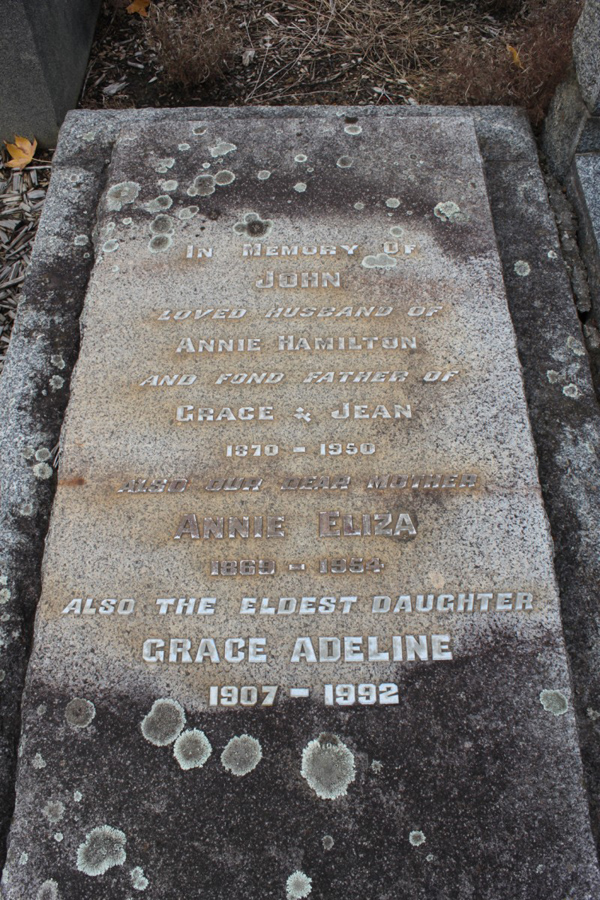 In Memory Of
John
Loved Husband Of
Annie Hamilton
And Fond Father Of
Grace & Jean
1870 - 1950
Also Our Dear Mother
Annie Eliza
1869 - 1954
Also The Eldest Daughter
Grace Adeline
1907 - 1992